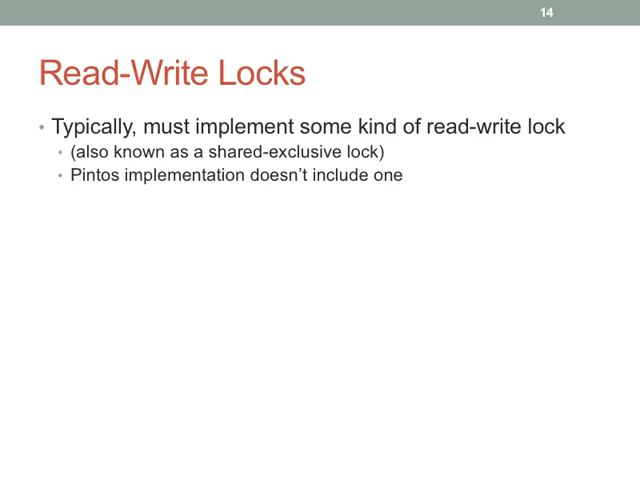 14
Read-Write Locks
• Typically, must implement some kind of read-write lock
• (also known as a shared-exclusive lock)
• Pintos implementation doesn’t include one